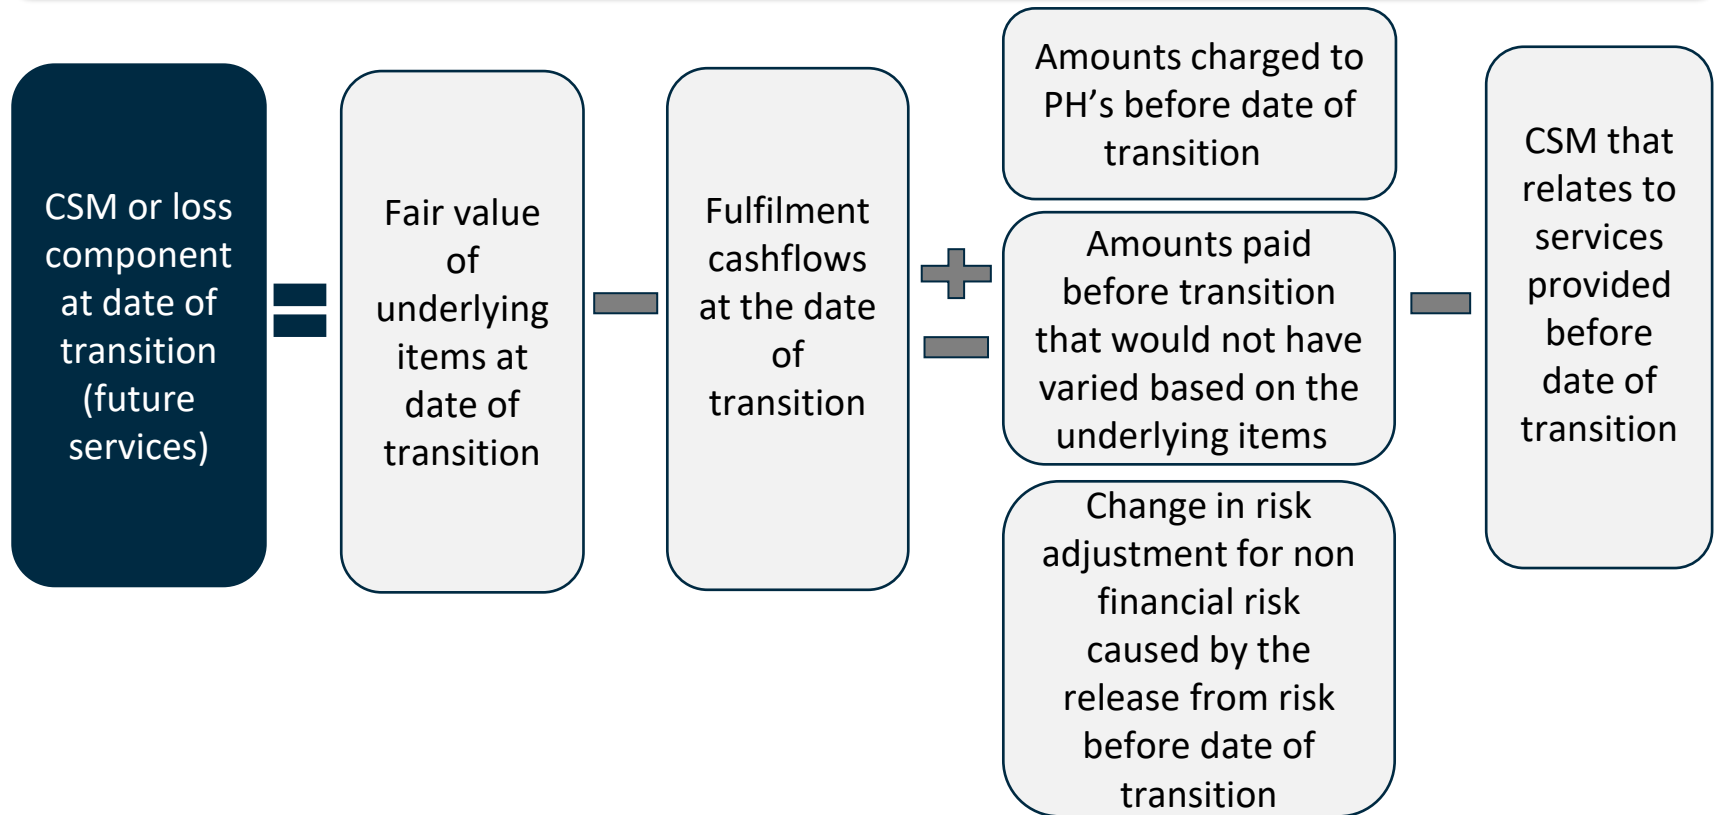 CSM or loss
component
at date of
transition
(future
services)
Fair value
of
underlying
items at
date of
transition
Fulfilment
cashflows
at the date
of
transition
Amounts charged to
PH’s before date of
transition
Amounts paid
before transition
that would not have
varied based on the
underlying items
Change in risk
adjustment for non
financial risk
caused by the
release from risk
before date of
transition
CSM that
relates to
services
provided
before
date of
transition